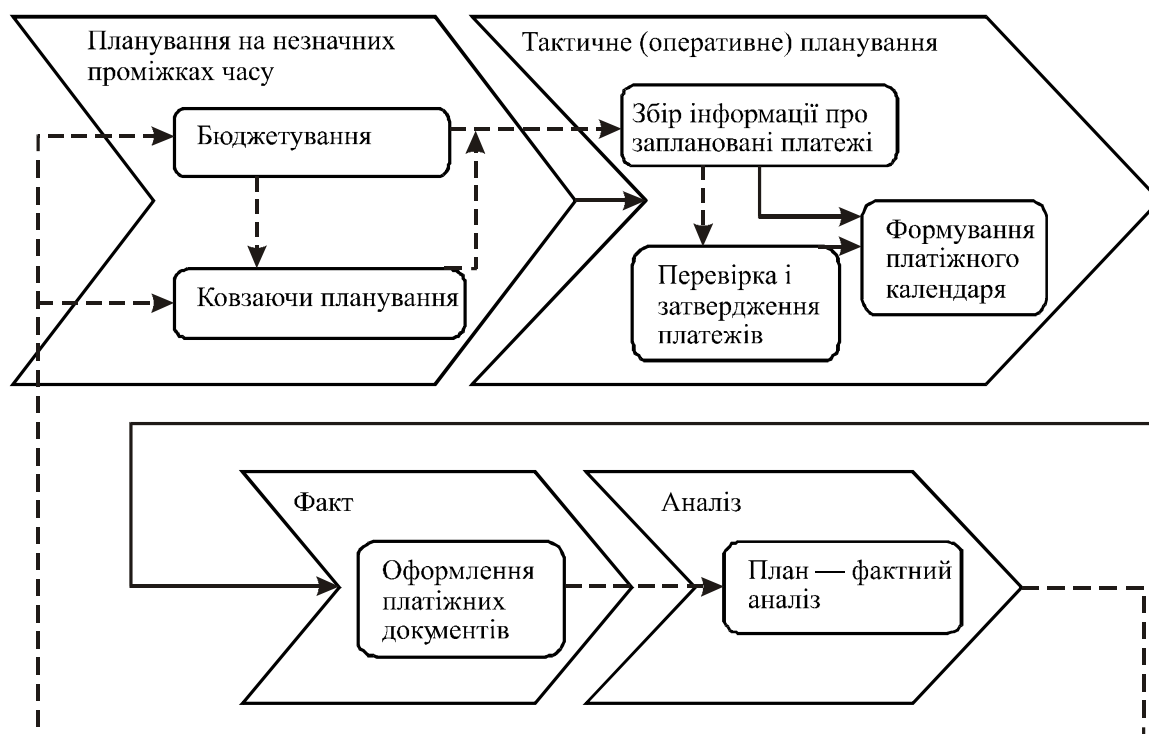 Планування на незначних
проміжках часу
Бюджетування
Ковзаючи планування
Тактичне (оперативне) планування
Збір інформації про
заплановані платежі
Перевірка і
затвердження
платежів
Формування
платіжного
календаря
Факт
Оформлення
платіжних
документів
Аналіз
План — фактний
аналіз